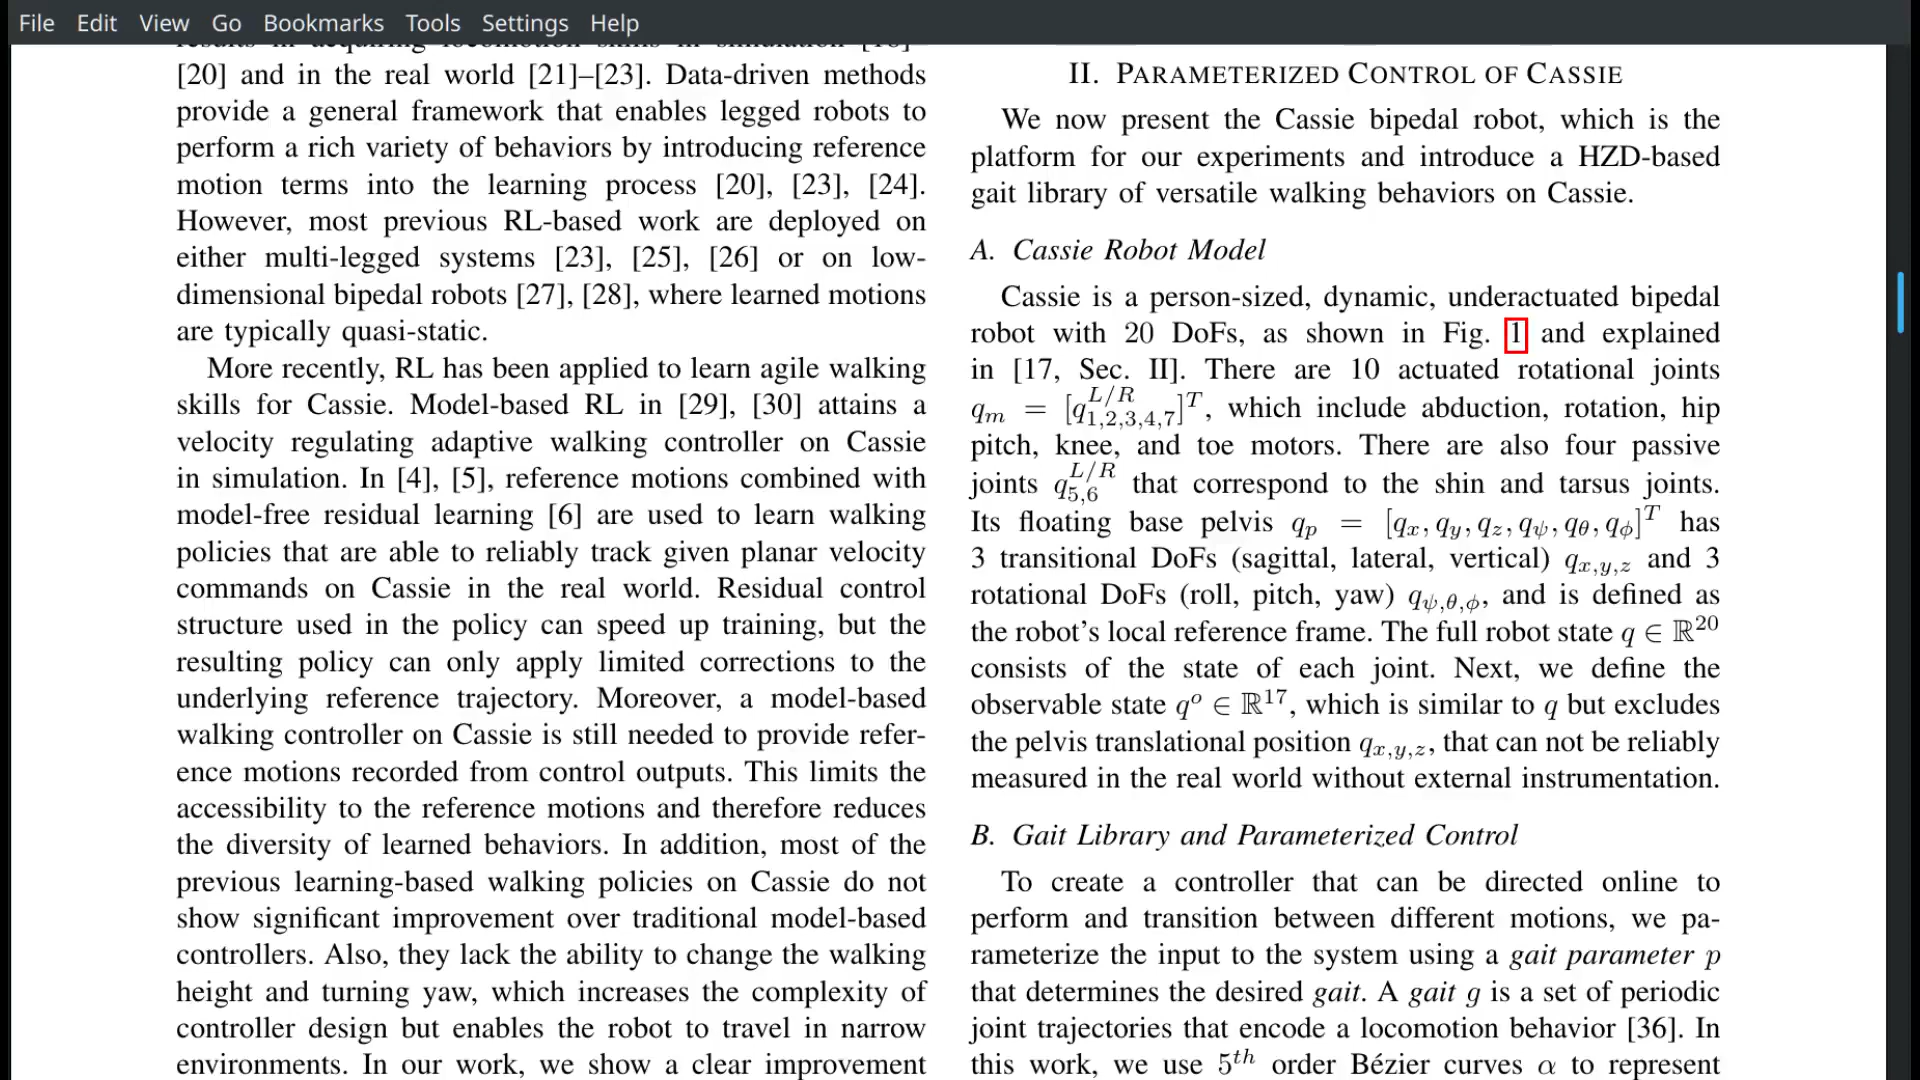 File Edit View Go Bookmarks Tools Settings Help
results in acquiring locomotion skills in simulation [18]–
[20] and in the real world [21]–[23]. Data-driven methods
provide a general framework that enables legged robots to
perform a rich variety of behaviors by introducing reference
motion terms into the learning process [20], [23], [24].
However, most previous RL-based work are deployed on
either multi-legged systems [23], [25], [26] or on low-
dimensional bipedal robots [27], [28], where learned motions
are typically quasi-static.
More recently, RL has been applied to learn agile walking
skills for Cassie. Model-based RL in [29], [30] attains a
velocity regulating adaptive walking controller on Cassie
in simulation. In [4], [5], reference motions combined with
model-free residual learning [6] are used to learn walking
policies that are able to reliably track given planar velocity
commands on Cassie in the real world. Residual control
structure used in the policy can speed up training, but the
resulting policy can only apply limited corrections to the
underlying reference trajectory. Moreover, a model-based
walking controller on Cassie is still needed to provide refer-
ence motions recorded from control outputs. This limits the
accessibility to the reference motions and therefore reduces
the diversity of learned behaviors. In addition, most of the
previous learning-based walking policies on Cassie do not
show significant improvement over traditional model-based
controllers. Also, they lack the ability to change the walking
height and turning yaw, which increases the complexity of
controller design but enables the robot to travel in narrow
environments. In our work, we show a clear improvement
II. PARAMETERIZED CONTROL OF CASSIE
We now present the Cassie bipedal robot, which is the
platform for our experiments and introduce a HZD-based
gait library of versatile walking behaviors on Cassie.
A. Cassie Robot Model
Cassie is a person-sized, dynamic, underactuated bipedal
robot with 20 DoFs, as shown in Fig. 1 and explained
in [17, Sec. II]. There are 10 actuated rotational joints
q_m = [q^{L/R}_{1,2,3,4,7}]^T, which include abduction, rotation, hip
pitch, knee, and toe motors. There are also four passive
joints q^{L/R}_{5,6} that correspond to the shin and tarsus joints.
Its floating base pelvis q_p = [q_x, q_y, q_z, q_ψ, q_θ, q_ϕ]^T has
3 transitional DoFs (sagittal, lateral, vertical) q_{x,y,z} and 3
rotational DoFs (roll, pitch, yaw) q_{ψ,θ,ϕ}, and is defined as
the robot's local reference frame. The full robot state q ∈ ℝ^{20}
consists of the state of each joint. Next, we define the
observable state q^o ∈ ℝ^{17}, which is similar to q but excludes
the pelvis translational position q_{x,y,z}, that can not be reliably
measured in the real world without external instrumentation.
B. Gait Library and Parameterized Control
To create a controller that can be directed online to
perform and transition between different motions, we pa-
rameterize the input to the system using a gait parameter p
that determines the desired gait. A gait g is a set of periodic
joint trajectories that encode a locomotion behavior [36]. In
this work, we use 5^{th} order Bézier curves α to represent